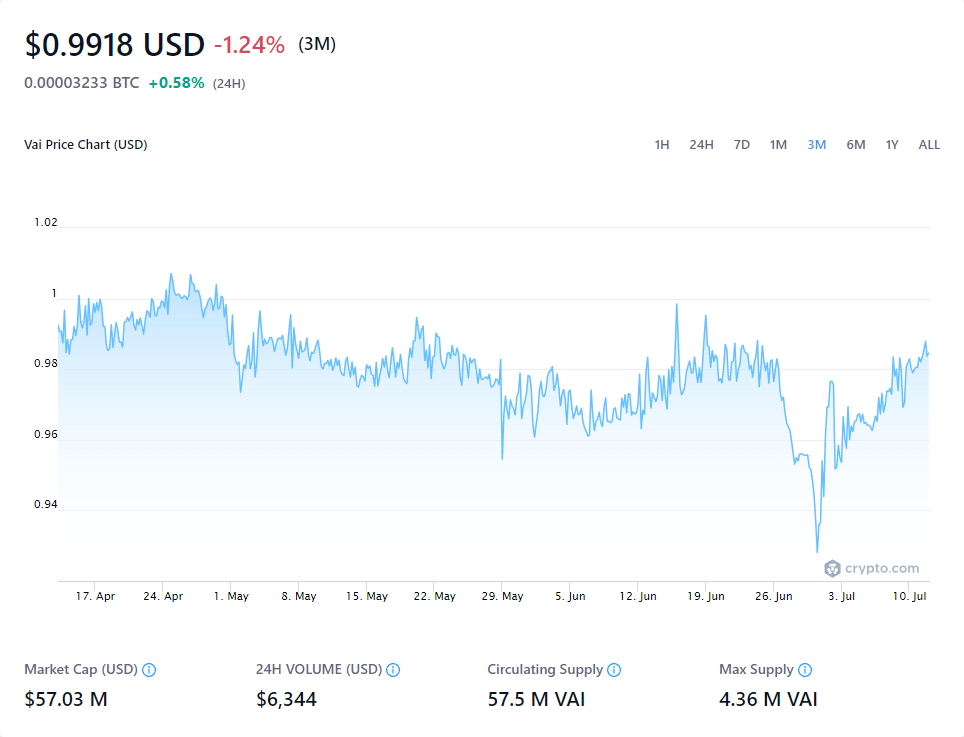 $0.9918 USD -1.24% (3M)
0.00003233 BTC +0.58% (24H)
Vai Price Chart (USD) 1H 24H 7D 1M 3M 6M 1Y ALL
1.02
1
0.98
0.96
0.94
crypto.com
17. Apr 24. Apr 1. May 8. May 15. May 22. May 29. May 5. Jun 12. Jun 19. Jun 26. Jun 3. Jul 10. Jul
Market Cap (USD) 24H VOLUME (USD) Circulating Supply Max Supply
$57.03 M $6,344 57.5 M VAI 4.36 M VAI